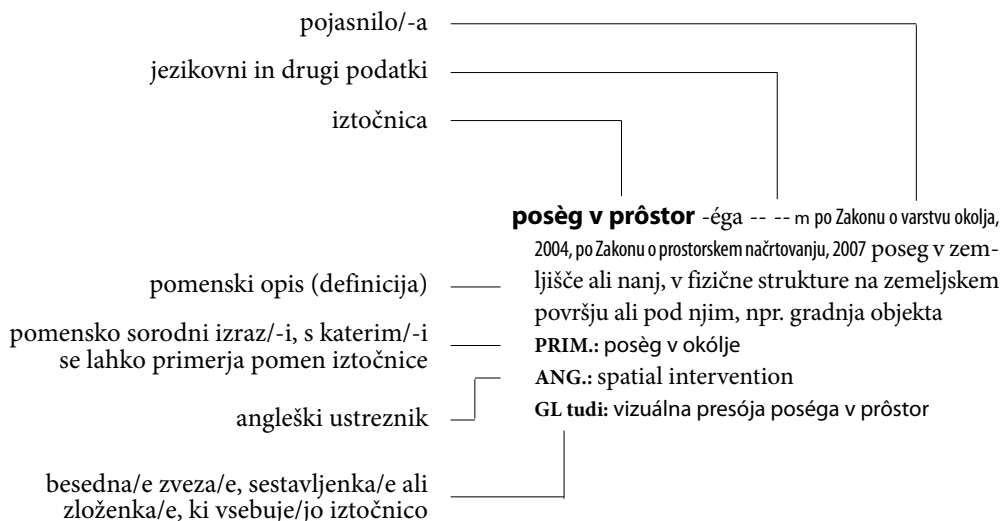 pojasnilo/-a
jezikovni in drugi podatki
iztočnica
posèg v prôstor -éga -- -- m po Zakonu o varstvu okolja,
2004, po Zakonu o prostorskem načrtovanju, 2007 poseg v zem-
ljišče ali nanj, v fizične strukture na zemeljskem
površju ali pod njim, npr. gradnja objekta
PRIM.: posèg v okólje
ANG.: spatial intervention
GL tudi: vizuálna presója poséga v prôstor
pomenski opis (definicija)
pomensko sorodni izraz/-i, s katerim/-i
se lahko primerja pomen iztočnice
angleški ustreznik
besedna/e zveza/e, sestavljenka/e ali
zloženka/e, ki vsebuje/jo iztočnico